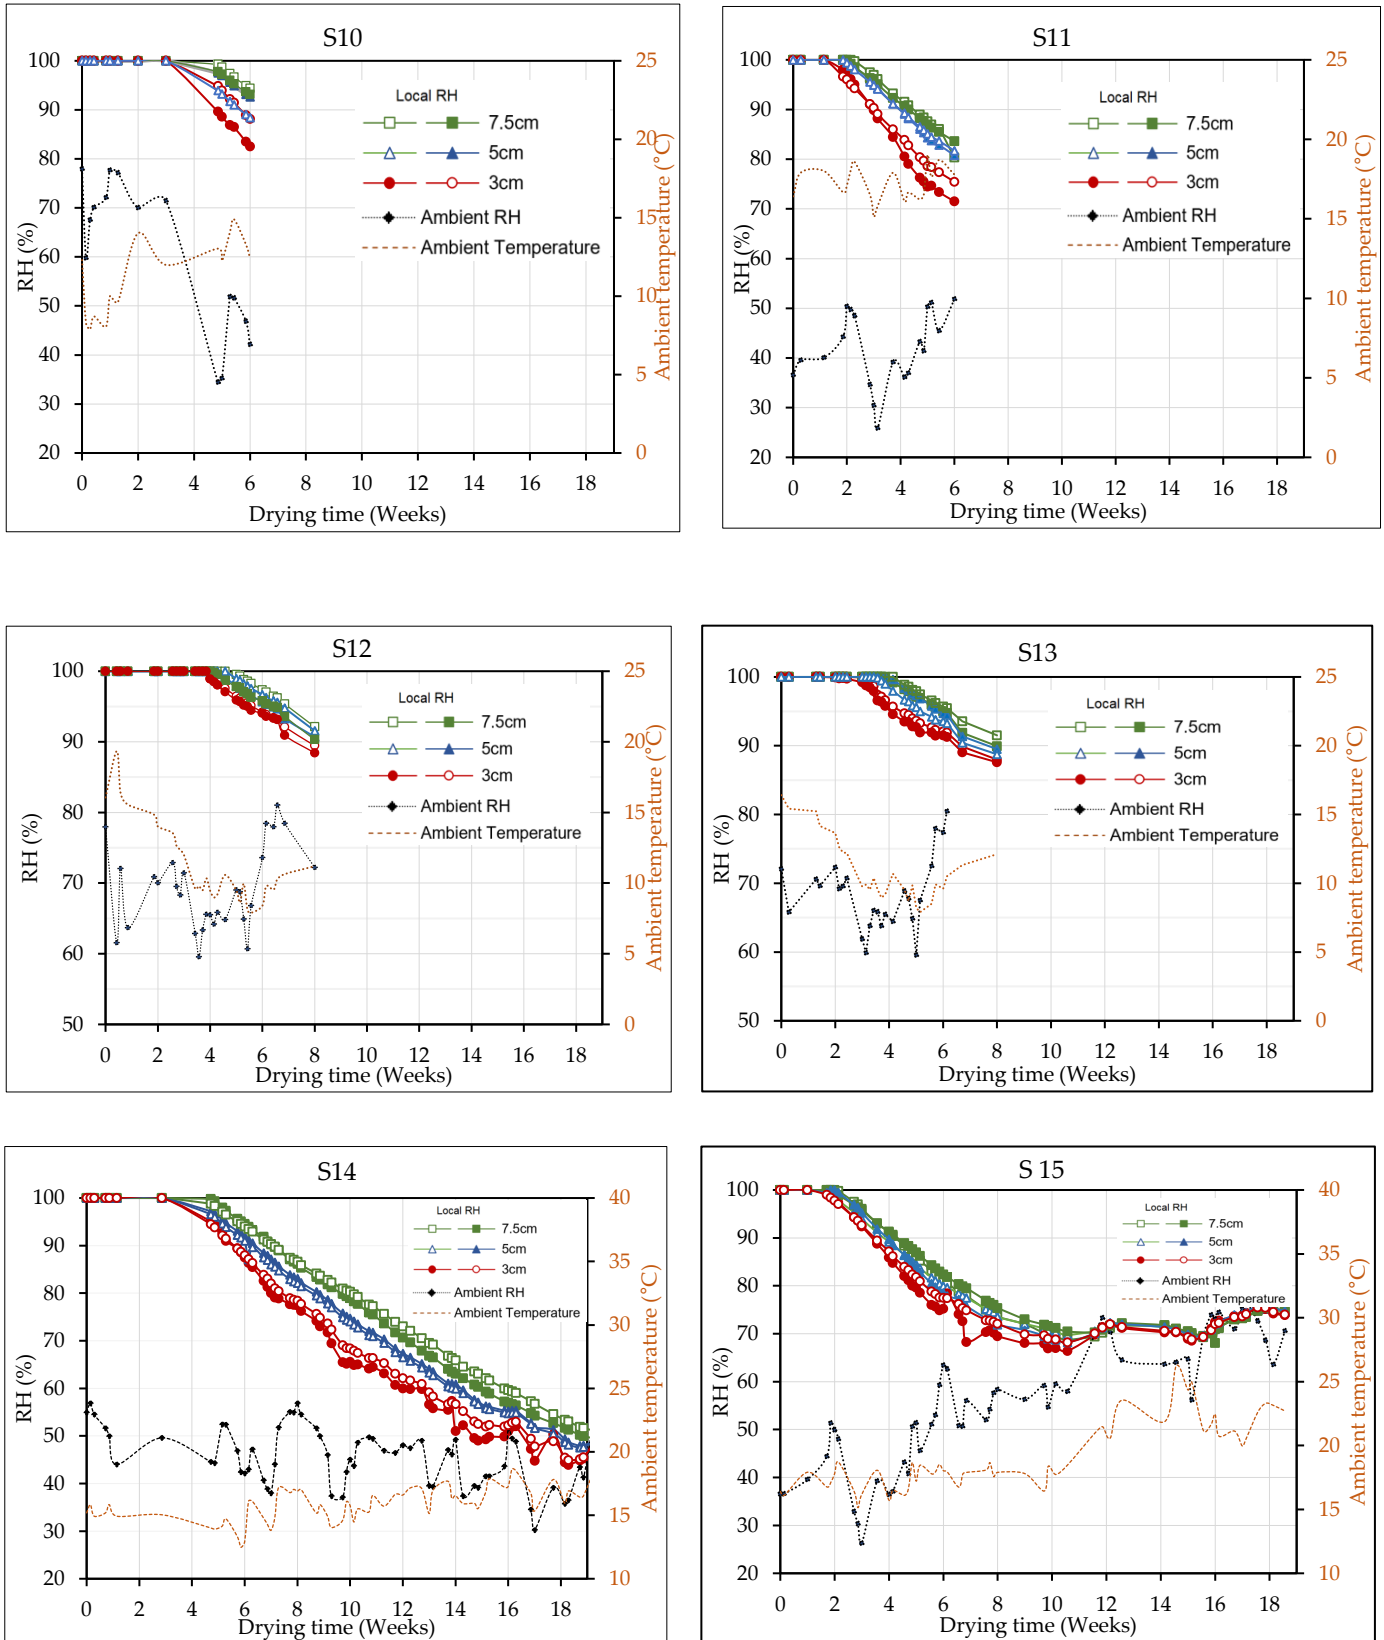 S10
100
90
80
70
60
50
40
30
20
RH (%)
Local RH
7.5cm
5cm
3cm
Ambient RH
Ambient Temperature
25
20
15
10
5
0
Ambient temperature (°C)
0 2 4 6 8 10 12 14 16 18
Drying time (Weeks)
S11
100
90
80
70
60
50
40
30
20
RH (%)
Local RH
7.5cm
5cm
3cm
Ambient RH
Ambient Temperature
25
20
15
10
5
0
Ambient temperature (°C)
0 2 4 6 8 10 12 14 16 18
Drying time (Weeks)
S12
100
90
80
70
60
50
RH (%)
Local RH
7.5cm
5cm
3cm
Ambient RH
Ambient Temperature
25
20
15
10
5
0
Ambient temperature (°C)
0 2 4 6 8 10 12 14 16 18
Drying time (Weeks)
S13
100
90
80
70
60
50
RH (%)
Local RH
7.5cm
5cm
3cm
Ambient RH
Ambient Temperature
25
20
15
10
5
0
Ambient temperature (°C)
0 2 4 6 8 10 12 14 16 18
Drying time (Weeks)
S14
100
90
80
70
60
50
40
30
20
RH (%)
Local RH
7.5cm
5cm
3cm
Ambient RH
Ambient Temperature
40
35
30
25
20
15
10
Ambient temperature (°C)
0 2 4 6 8 10 12 14 16 18
Drying time (Weeks)
S 15
100
90
80
70
60
50
40
30
20
RH (%)
Local RH
7.5cm
5cm
3cm
Ambient RH
Ambient Temperature
40
35
30
25
20
15
10
Ambient temperature (°C)
0 2 4 6 8 10 12 14 16 18
Drying time (Weeks)